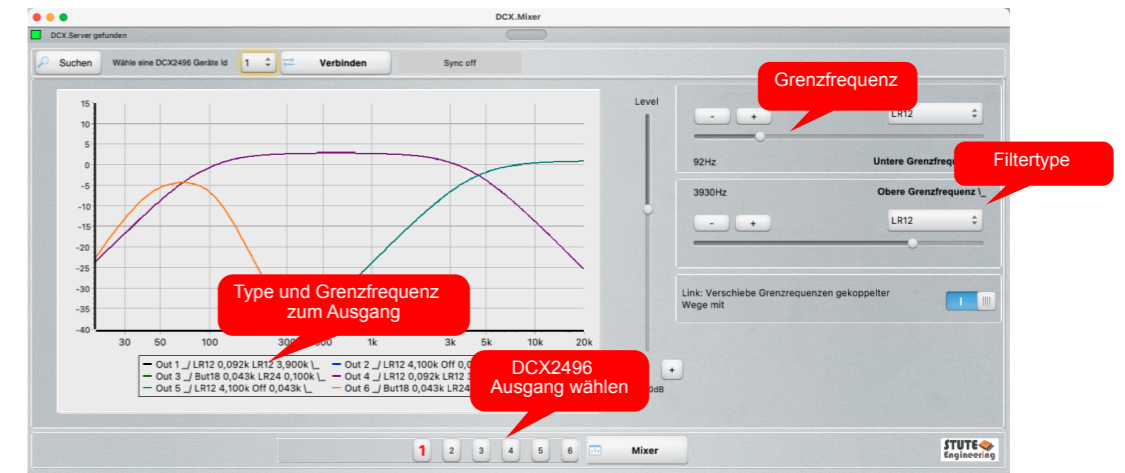 DCX.Mixer
DCX.Server gefunden
Suchen
Wähle eine DCX2496 Geräte Id
1
Verbinden
Sync off
Grenzfrequenz
15
10
5
0
-5
-10
-15
-20
-25
-30
-35
-40
30 50 100 1k 3k 5k 10k 20k
Type und Grenzfrequenz
zum Ausgang
Out 1 _/ LR12 0,092k LR12 3,900k \_
Out 2 _/ LR12 4,100k Off
Out 3 _/ But18 0,043k LR24 0,100k \_
Out 4 _/ LR12 0,092k LR12
Out 5 _/ LR12 4,100k Off 0,043k \_
Out 6 _/ But18 0,043k LR24
Level
+
DCX2496
Ausgang wählen
- +
LR12
92Hz
Untere
Filtertype
3930Hz
Obere Grenzfrequenz \_
- +
LR12
Link: Verschiebe Grenzrequenzen gekoppelter
Wege mit
I
1 2 3 4 5 6
Mixer
STUTE
Engineering